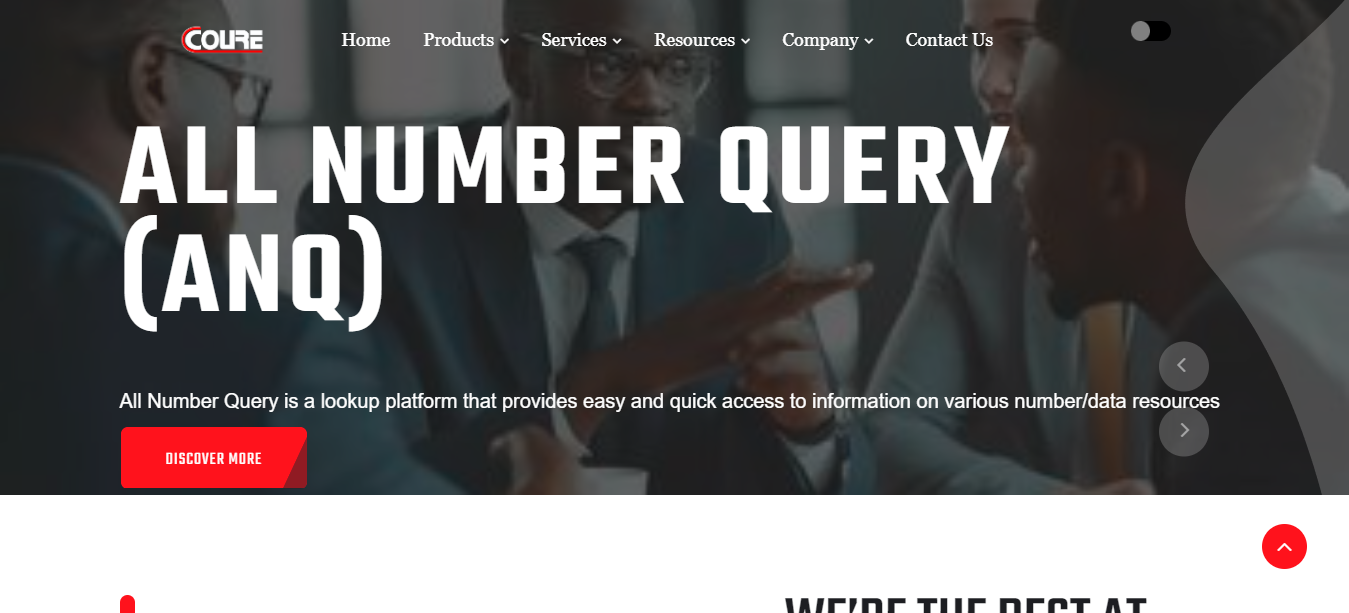 COURE
Home Products Services Resources Company Contact Us
ALL NUMBER QUERY
(ANQ)
All Number Query is a lookup platform that provides easy and quick access to information on various number/data resources
DISCOVER MORE
WE'RE THE BEST AT